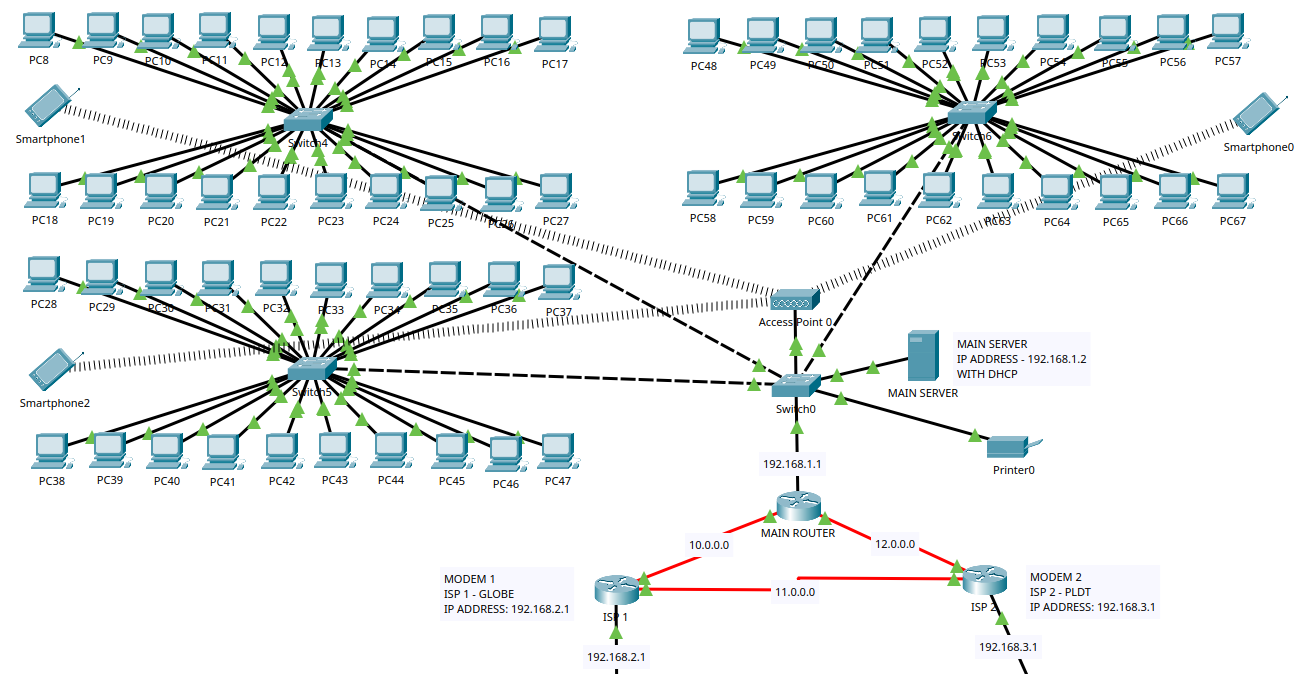 PC8 PC9 PC10 PC11 PC12 PC13 PC14 PC15 PC16 PC17
PC48 PC49 PC50 PC51 PC52 PC53 PC54 PC55 PC56 PC57
Smartphone1
Switch4
Switch6
Smartphone0
PC18 PC19 PC20 PC21 PC22 PC23 PC24 PC25 PC26 PC27
PC58 PC59 PC60 PC61 PC62 PC63 PC64 PC65 PC66 PC67
PC28 PC29 PC30 PC31 PC32 PC33 PC34 PC35 PC36 PC37
Access Point 0
Smartphone2
Switch5
Switch0
MAIN SERVER
IP ADDRESS - 192.168.1.2
WITH DHCP
MAIN SERVER
PC38 PC39 PC40 PC41 PC42 PC43 PC44 PC45 PC46 PC47
Printer0
192.168.1.1
MAIN ROUTER
10.0.0.0
12.0.0.0
11.0.0.0
MODEM 1
ISP 1 - GLOBE
IP ADDRESS: 192.168.2.1
ISP 1
ISP 2
MODEM 2
ISP 2 - PLDT
IP ADDRESS: 192.168.3.1
192.168.2.1
192.168.3.1